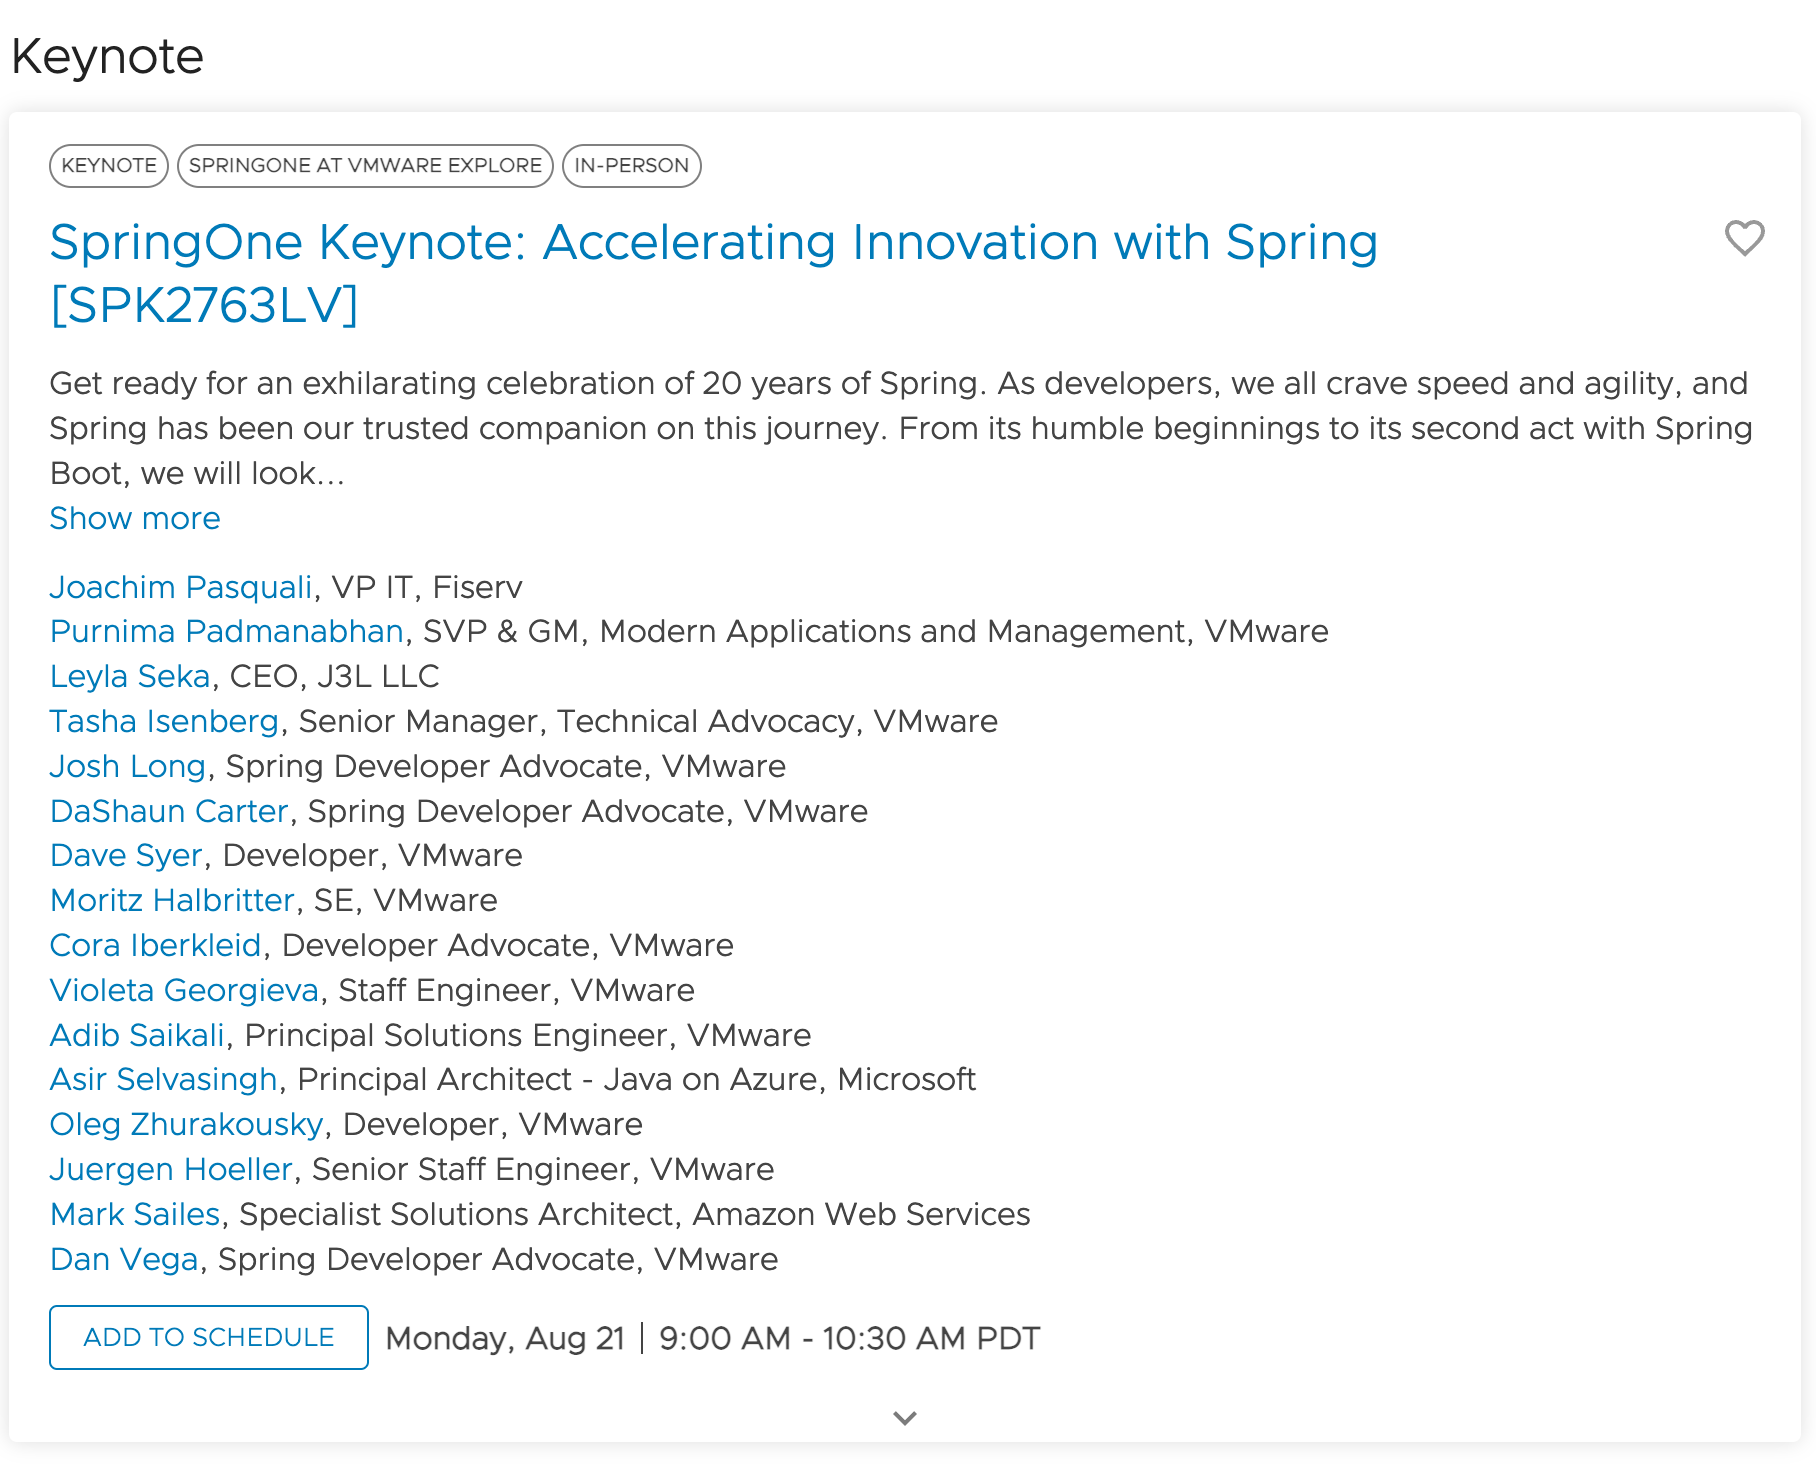 Keynote
KEYNOTE SPRINGONE AT VMWARE EXPLORE IN-PERSON
SpringOne Keynote: Accelerating Innovation with Spring
[SPK2763LV]
Get ready for an exhilarating celebration of 20 years of Spring. As developers, we all crave speed and agility, and
Spring has been our trusted companion on this journey. From its humble beginnings to its second act with Spring
Boot, we will look...
Show more
Joachim Pasquali, VP IT, Fiserv
Purnima Padmanabhan, SVP & GM, Modern Applications and Management, VMware
Leyla Seka, CEO, J3L LLC
Tasha Isenberg, Senior Manager, Technical Advocacy, VMware
Josh Long, Spring Developer Advocate, VMware
DaShaun Carter, Spring Developer Advocate, VMware
Dave Syer, Developer, VMware
Moritz Halbritter, SE, VMware
Cora Iberkleid, Developer Advocate, VMware
Violeta Georgieva, Staff Engineer, VMware
Adib Saikali, Principal Solutions Engineer, VMware
Asir Selvasingh, Principal Architect - Java on Azure, Microsoft
Oleg Zhurakousky, Developer, VMware
Juergen Hoeller, Senior Staff Engineer, VMware
Mark Sailes, Specialist Solutions Architect, Amazon Web Services
Dan Vega, Spring Developer Advocate, VMware
ADD TO SCHEDULE Monday, Aug 21 | 9:00 AM - 10:30 AM PDT